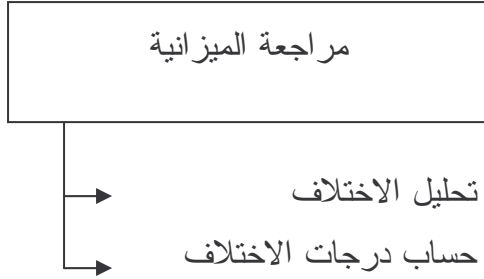 مراجعة الميزانية
تحليل الاختلاف
حساب درجات الاختلاف